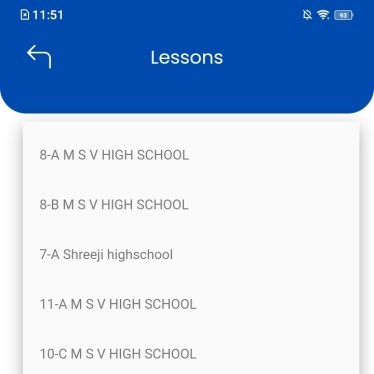 11:51
93
Lessons
8-A M S V HIGH SCHOOL
8-B M S V HIGH SCHOOL
7-A Shreeji highschool
11-A M S V HIGH SCHOOL
10-C M S V HIGH SCHOOL